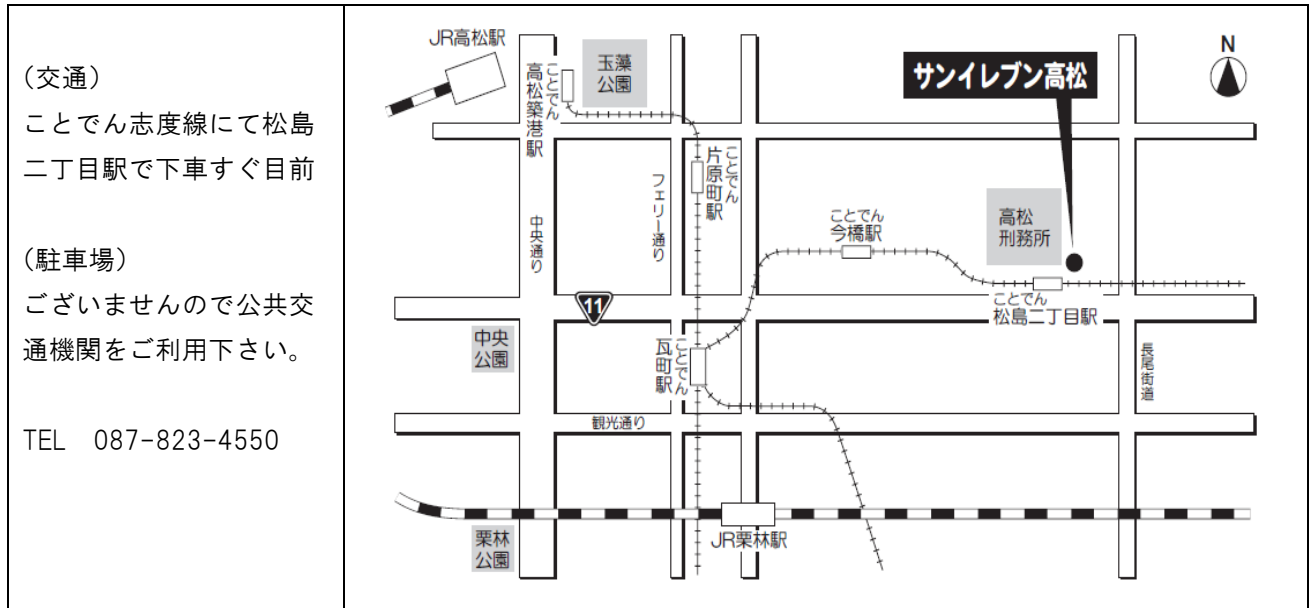 (交通)
ことでん志度線にて松島
二丁目駅で下車すぐ目前
(駐車場)
ございませんので公共交
通機関をご利用下さい。
TEL 087-823-4550
JR高松駅
ことでん
高松築港駅
玉藻
公園
サンイレブン高松
N
ことでん
片原町駅
フェリー通り
中央通り
ことでん
今橋駅
高松
刑務所
11
ことでん
松島二丁目駅
中央
公園
ことでん
瓦町駅
長尾街道
観光通り
JR栗林駅
栗林
公園